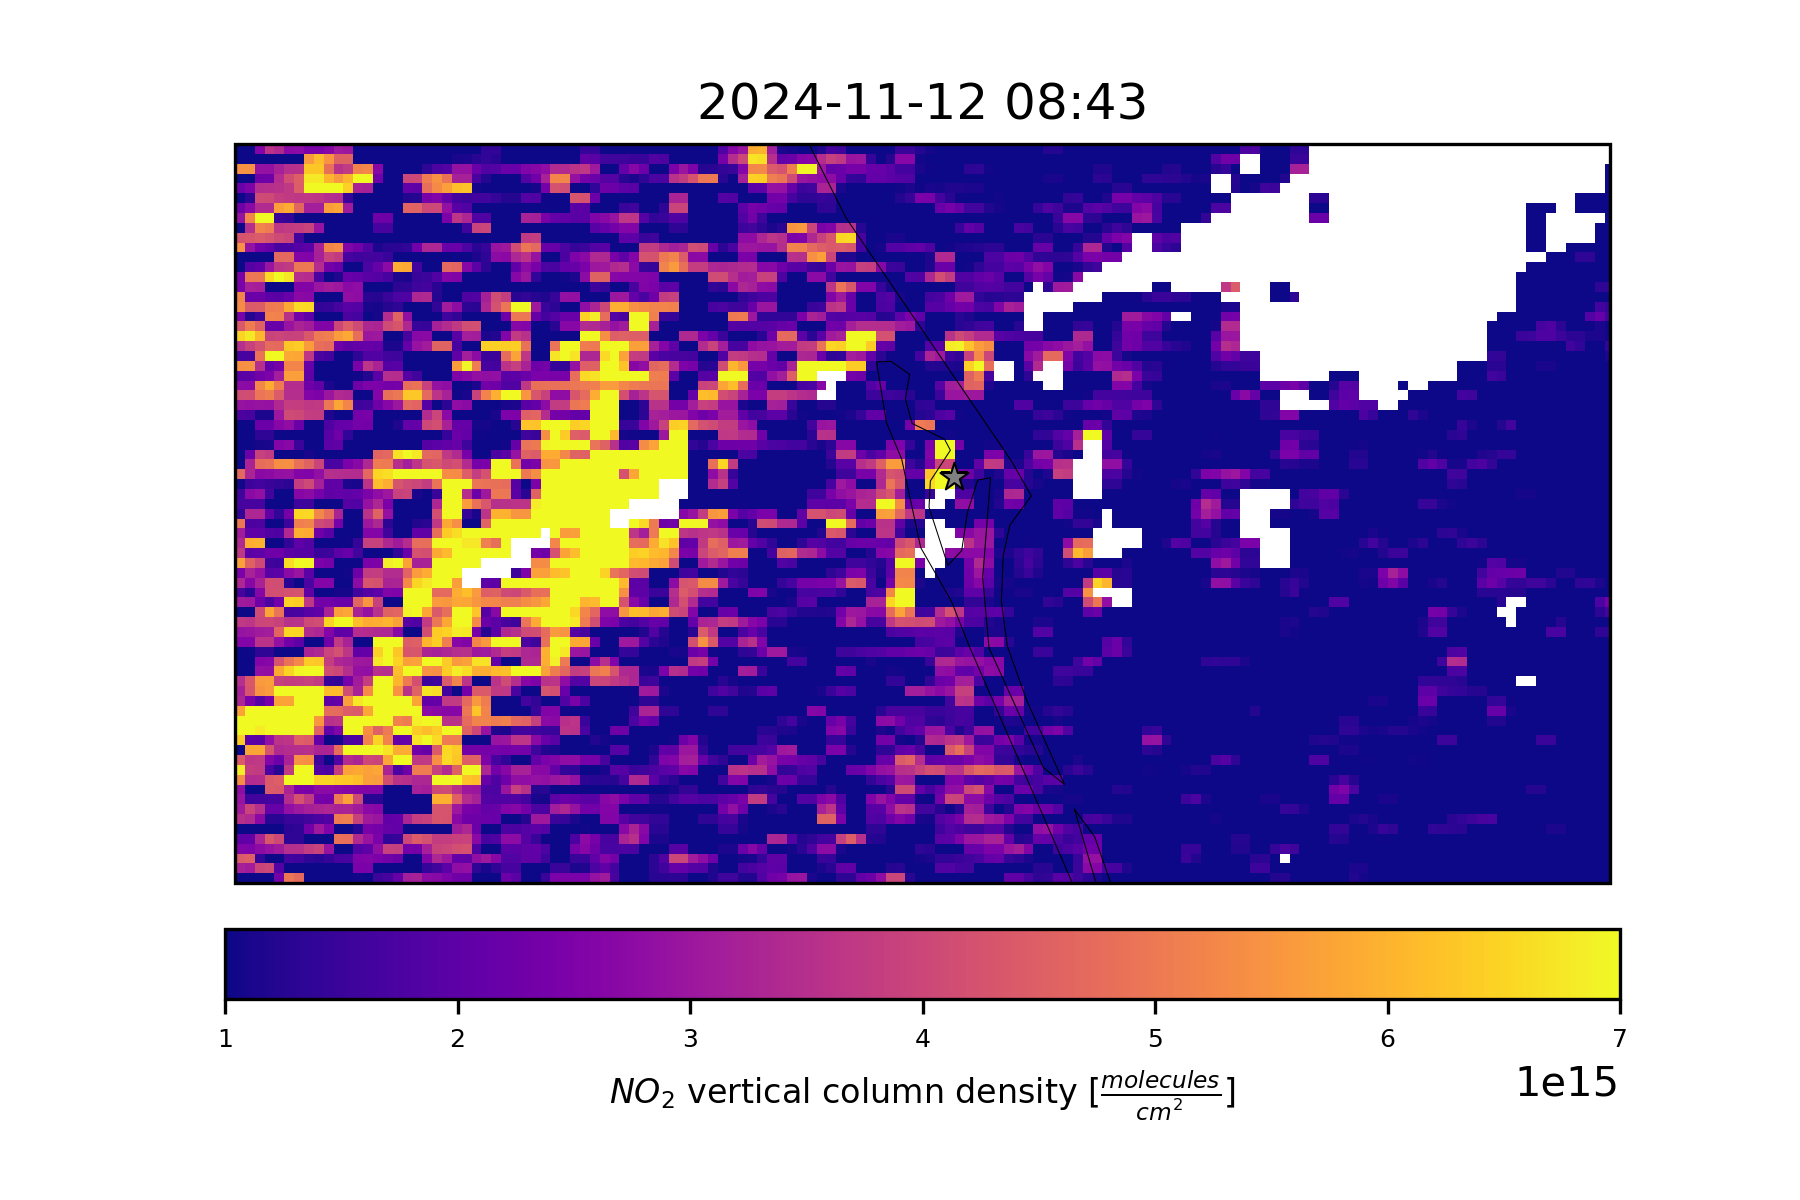 2024-11-12 08:43
1 2 3 4 5 6 7
1e15
NO₂ vertical column density [molecules/cm²]